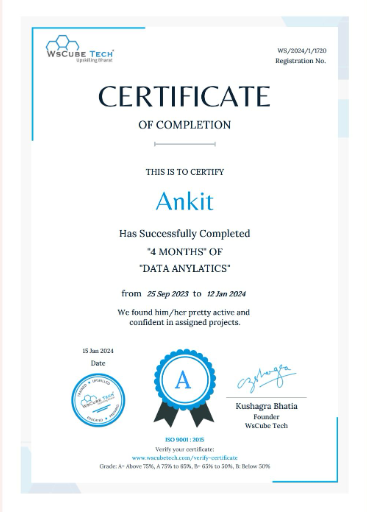 WsCube Tech
Upskilling Bharat
WS/2024/1/1720
Registration No.
CERTIFICATE
OF COMPLETION
THIS IS TO CERTIFY
Ankit
Has Successfully Completed
"4 MONTHS" OF
"DATA ANYLATICS"
from 25 Sep 2023 to 12 Jan 2024
We found him/her pretty active and
confident in assigned projects.
15 Jan 2024
Date
WsCube Tech
A
Kushagra Bhatia
Founder
WsCube Tech
ISO 9001 : 2015
Verify your certificate:
www.wscubetech.com/verify-certificate
Grade: A+ Above 75%, A 75% to 65%, B+ 65% to 50%, B: Below 50%